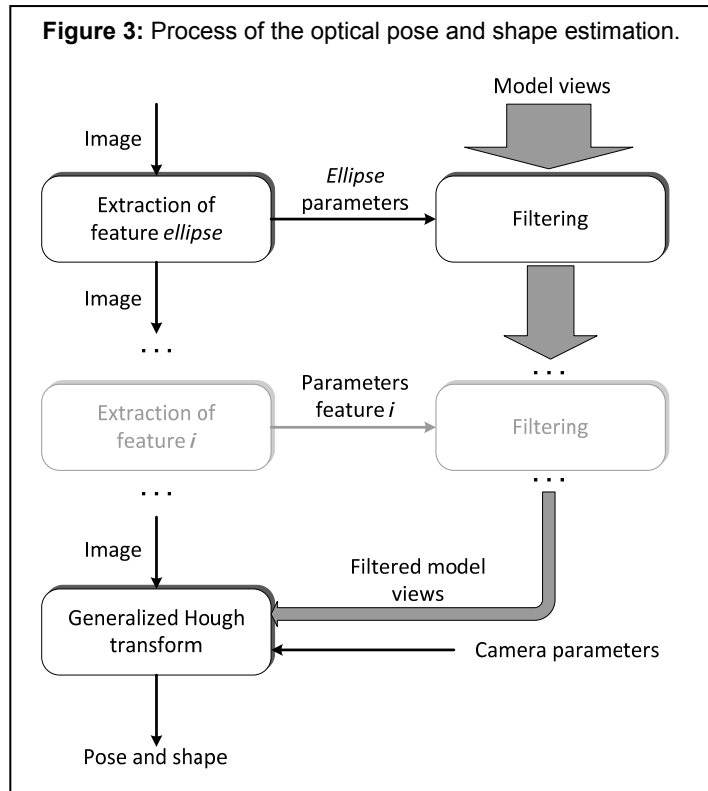 Figure 3: Process of the optical pose and shape estimation.
Model views
Image
Extraction of
feature ellipse
Ellipse
parameters
Filtering
Image
. . .
. . .
Extraction of
feature i
Parameters
feature i
Filtering
. . .
. . .
Image
Filtered model
views
Generalized Hough
transform
Camera parameters
Pose and shape